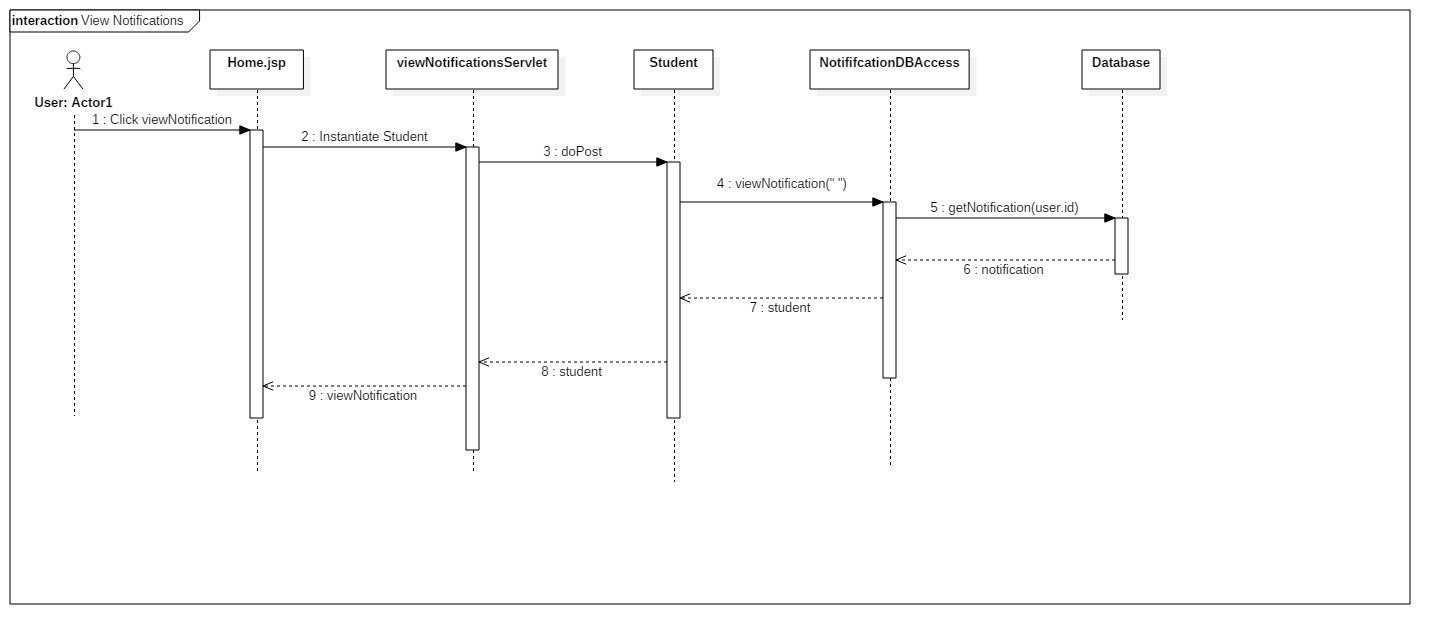 interaction View Notifications
Home.jsp
viewNotificationsServlet
Student
NotififcationDBAccess
Database
User: Actor1
1 : Click viewNotification
2 : Instantiate Student
3 : doPost
4 : viewNotification(" ")
5 : getNotification(user.id)
6 : notification
7 : student
8 : student
9 : viewNotification